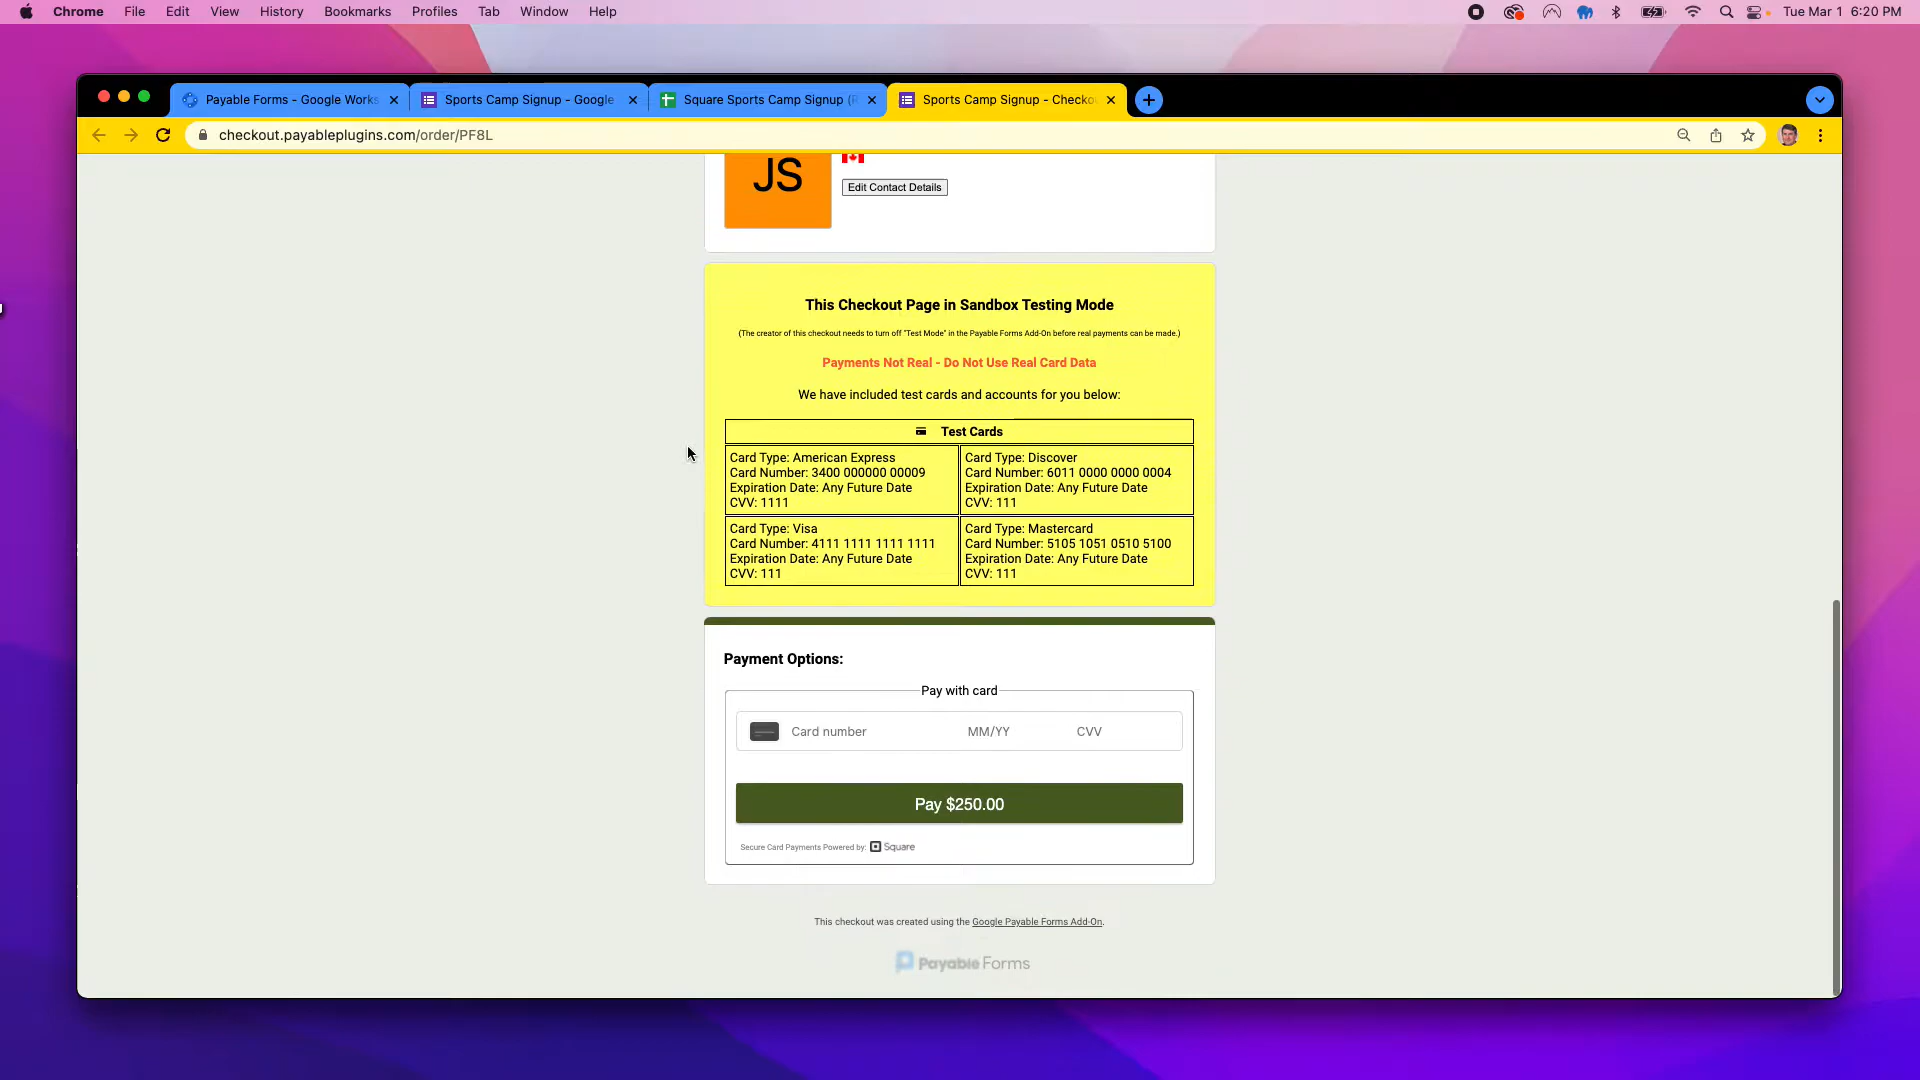 Chrome File Edit View History Bookmarks Profiles Tab Window Help Tue Mar 1 6:20 PM
Payable Forms - Google Works Sports Camp Signup - Google Square Sports Camp Signup (R Sports Camp Signup - Checko
checkout.payableplugins.com/order/PF8L
JS
Edit Contact Details
This Checkout Page in Sandbox Testing Mode
(The creator of this checkout needs to turn off "Test Mode" in the Payable Forms Add-On before real payments can be made.)
Payments Not Real - Do Not Use Real Card Data
We have included test cards and accounts for you below:
Test Cards
Card Type: American Express
Card Number: 3400 000000 00009
Expiration Date: Any Future Date
CVV: 1111
Card Type: Discover
Card Number: 6011 0000 0000 0004
Expiration Date: Any Future Date
CVV: 111
Card Type: Visa
Card Number: 4111 1111 1111 1111
Expiration Date: Any Future Date
CVV: 111
Card Type: Mastercard
Card Number: 5105 1051 0510 5100
Expiration Date: Any Future Date
CVV: 111
Payment Options:
Pay with card
Card number MM/YY CVV
Pay $250.00
Secure Card Payments Powered by: Square
This checkout was created using the Google Payable Forms Add-On.
Payable Forms